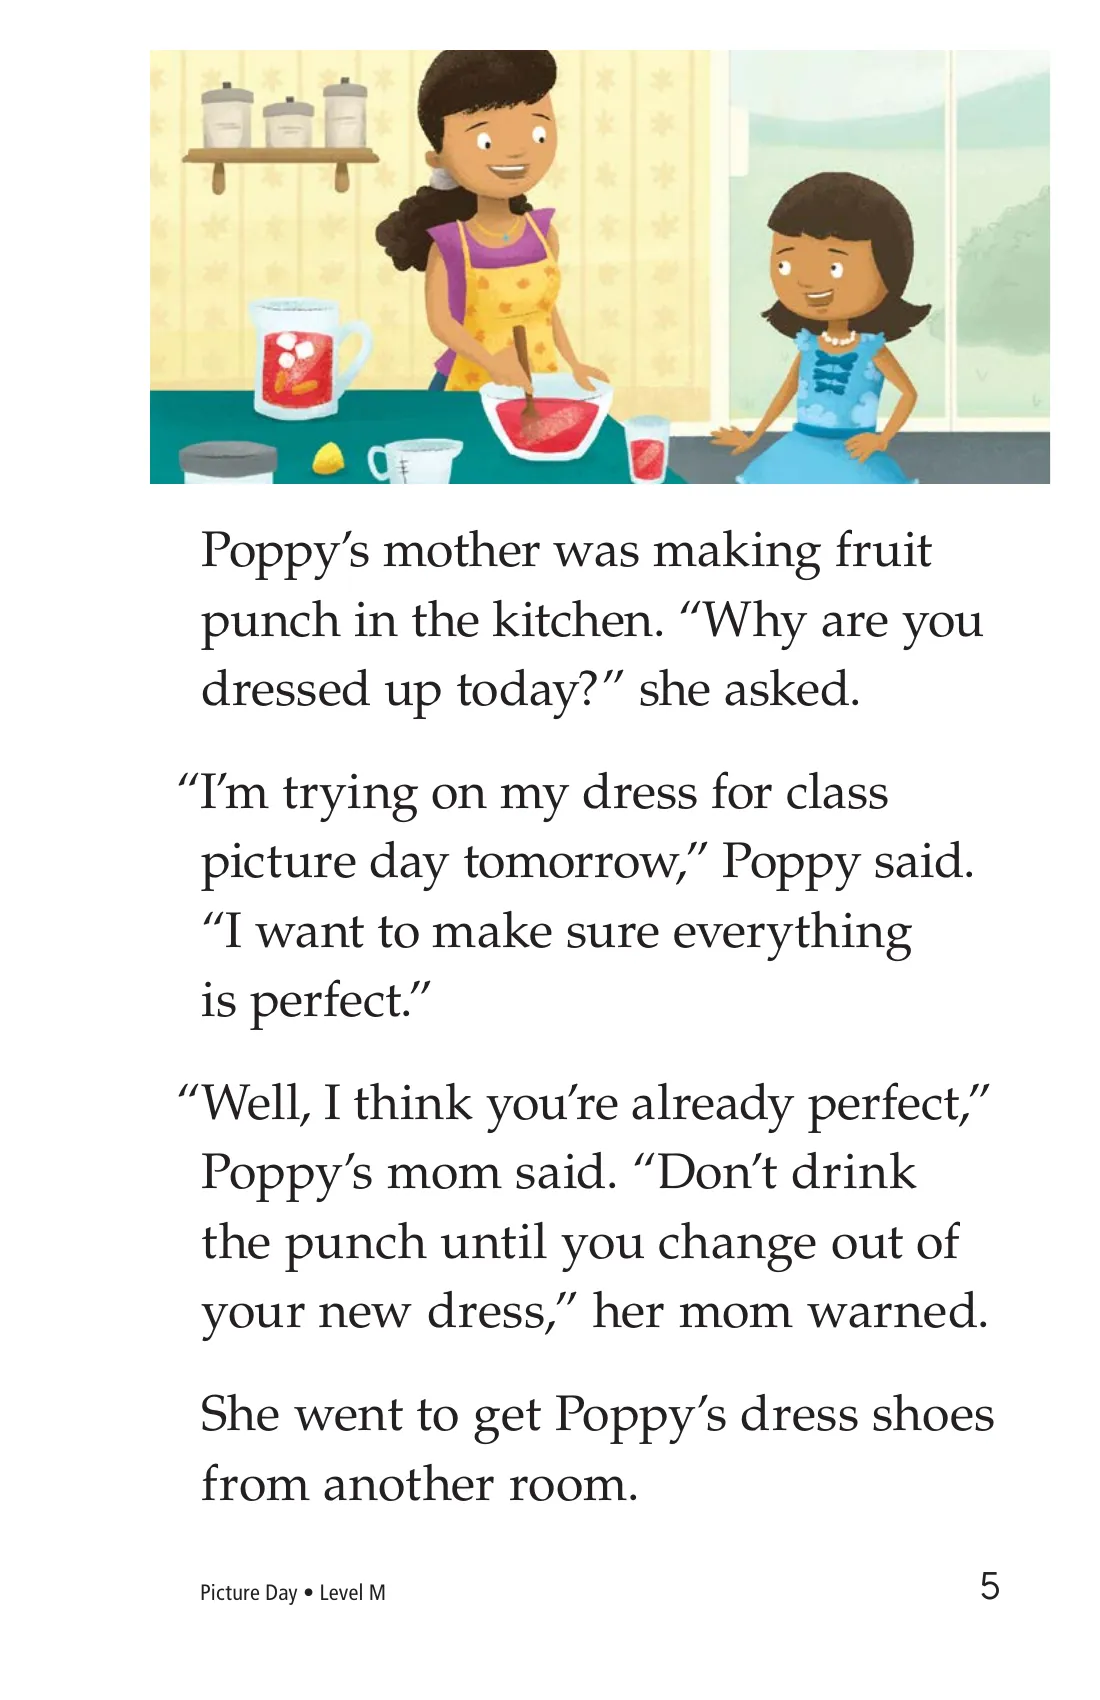 Poppy’s mother was making fruit
punch in the kitchen. “Why are you
dressed up today?” she asked.
“I’m trying on my dress for class
picture day tomorrow,” Poppy said.
“I want to make sure everything
is perfect.”
“Well, I think you’re already perfect,”
Poppy’s mom said. “Don’t drink
the punch until you change out of
your new dress,” her mom warned.
She went to get Poppy’s dress shoes
from another room.
Picture Day • Level M
5